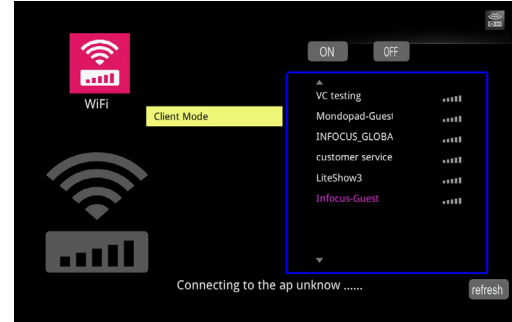 ON OFF
WiFi
Client Mode
VC testing
Mondopad-Guest
INFOCUS_GLOBA
customer service
LiteShow3
Infocus-Guest
Connecting to the ap unknow ......
refresh